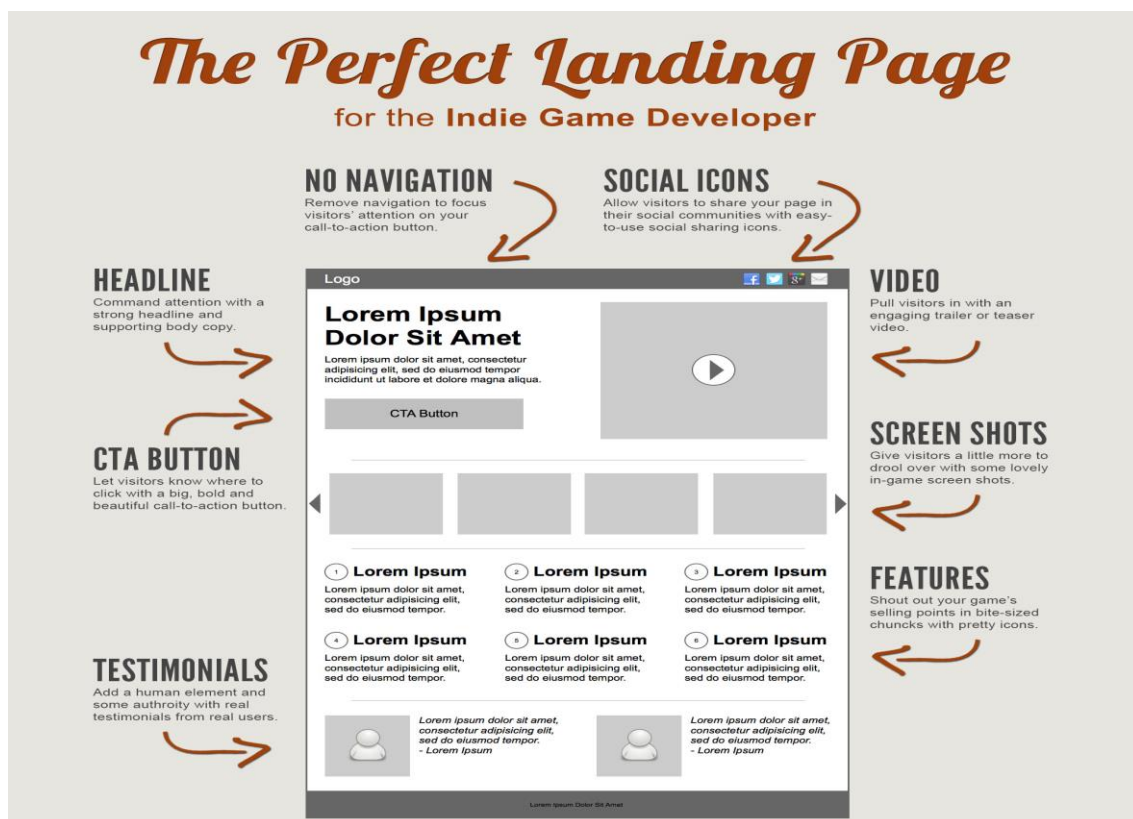 The Perfect Landing Page
for the Indie Game Developer
NO NAVIGATION
Remove navigation to focus
visitors' attention on your
call-to-action button.
SOCIAL ICONS
Allow visitors to share your page in
their social communities with easy-
to-use social sharing icons.
HEADLINE
Command attention with a
strong headline and
supporting body copy.
CTA BUTTON
Let visitors know where to
click with a big, bold and
beautiful call-to-action button.
TESTIMONIALS
Add a human element and
some authroity with real
testimonials from real users.
Logo
f
g+
Lorem Ipsum
Dolor Sit Amet
Lorem ipsum dolor sit amet, consectetur
adipisicing elit, sed do eiusmod tempor
incididunt ut labore et dolore magna aliqua.
CTA Button
1 Lorem Ipsum
Lorem ipsum dolor sit amet,
consectetur adipisicing elit,
sed do eiusmod tempor.
2 Lorem Ipsum
Lorem ipsum dolor sit amet,
consectetur adipisicing elit,
sed do eiusmod tempor.
3 Lorem Ipsum
Lorem ipsum dolor sit amet,
consectetur adipisicing elit,
sed do eiusmod tempor.
4 Lorem Ipsum
Lorem ipsum dolor sit amet,
consectetur adipisicing elit,
sed do eiusmod tempor.
5 Lorem Ipsum
Lorem ipsum dolor sit amet,
consectetur adipisicing elit,
sed do eiusmod tempor.
6 Lorem Ipsum
Lorem ipsum dolor sit amet,
consectetur adipisicing elit,
sed do eiusmod tempor.
Lorem ipsum dolor sit amet,
consectetur adipisicing elit,
sed do eiusmod tempor.
- Lorem Ipsum
Lorem ipsum dolor sit amet,
consectetur adipisicing elit,
sed do eiusmod tempor.
- Lorem Ipsum
Lorem Ipsum Dolor Sit Amet
VIDEO
Pull visitors in with an
engaging trailer or teaser
video.
SCREEN SHOTS
Give visitors a little more to
drool over with some lovely
in-game screen shots.
FEATURES
Shout out your game's
selling points in bite-sized
chuncks with pretty icons.